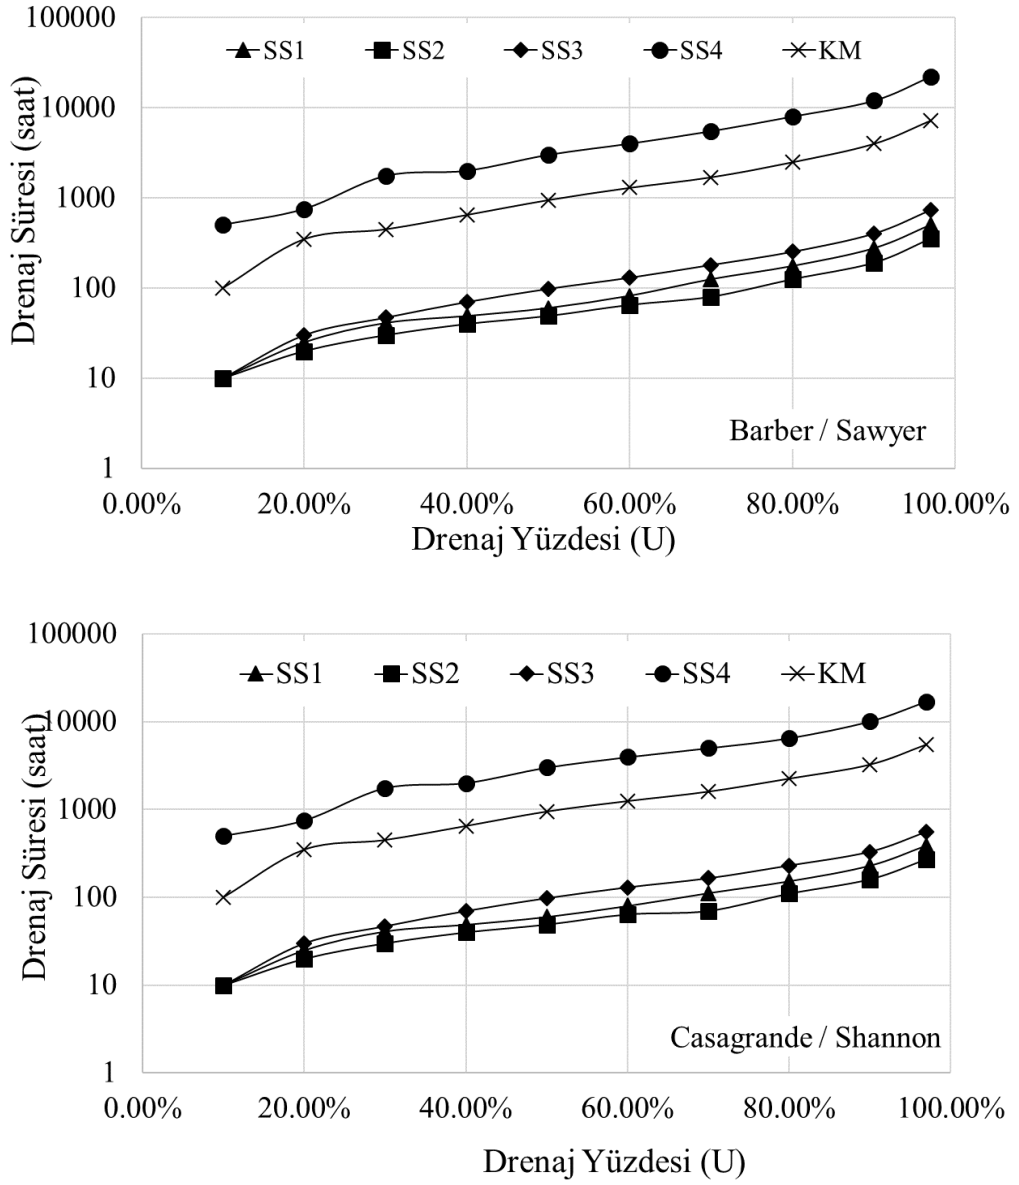 100000
SS1 SS2 SS3 SS4 KM
10000
1000
100
10
1
Drenaj Süresi (saat)
Barber / Sawyer
0.00% 20.00% 40.00% 60.00% 80.00% 100.00%
Drenaj Yüzdesi (U)
100000
SS1 SS2 SS3 SS4 KM
10000
1000
100
10
1
Drenaj Süresi (saat)
Casagrande / Shannon
0.00% 20.00% 40.00% 60.00% 80.00% 100.00%
Drenaj Yüzdesi (U)